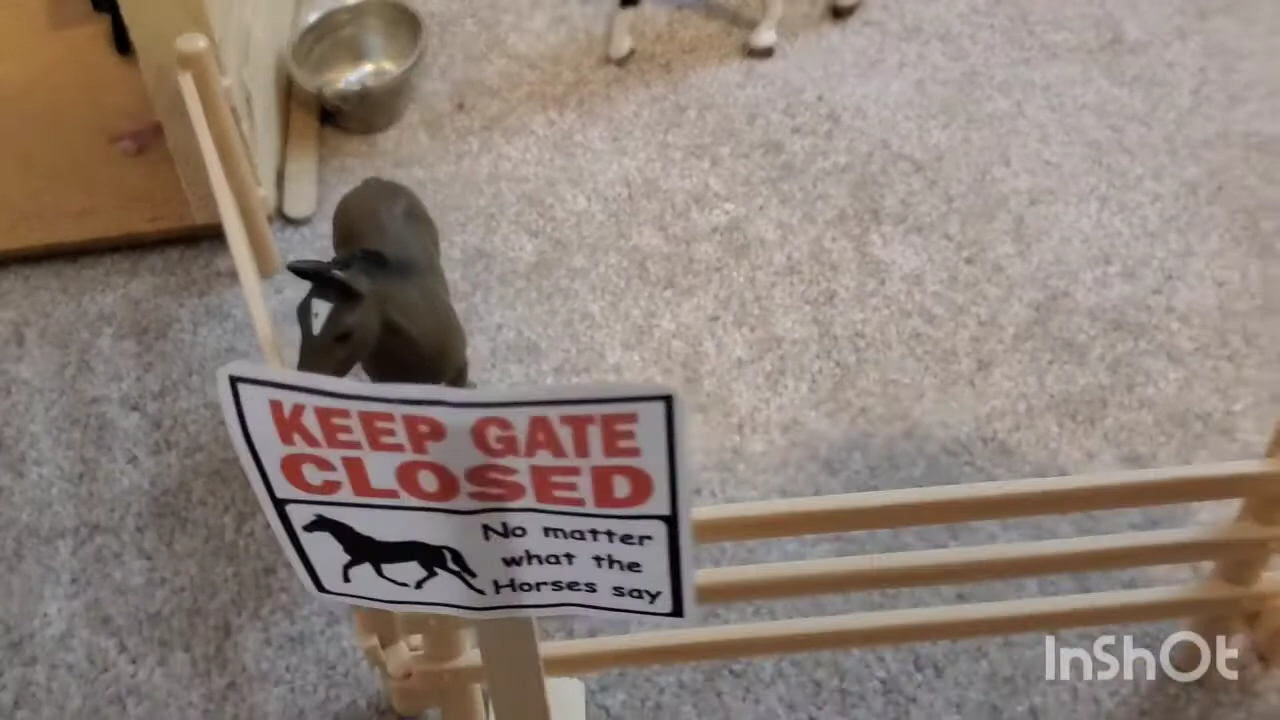 KEEP GATE
CLOSED
No matter
what the
Horses say
InShOt